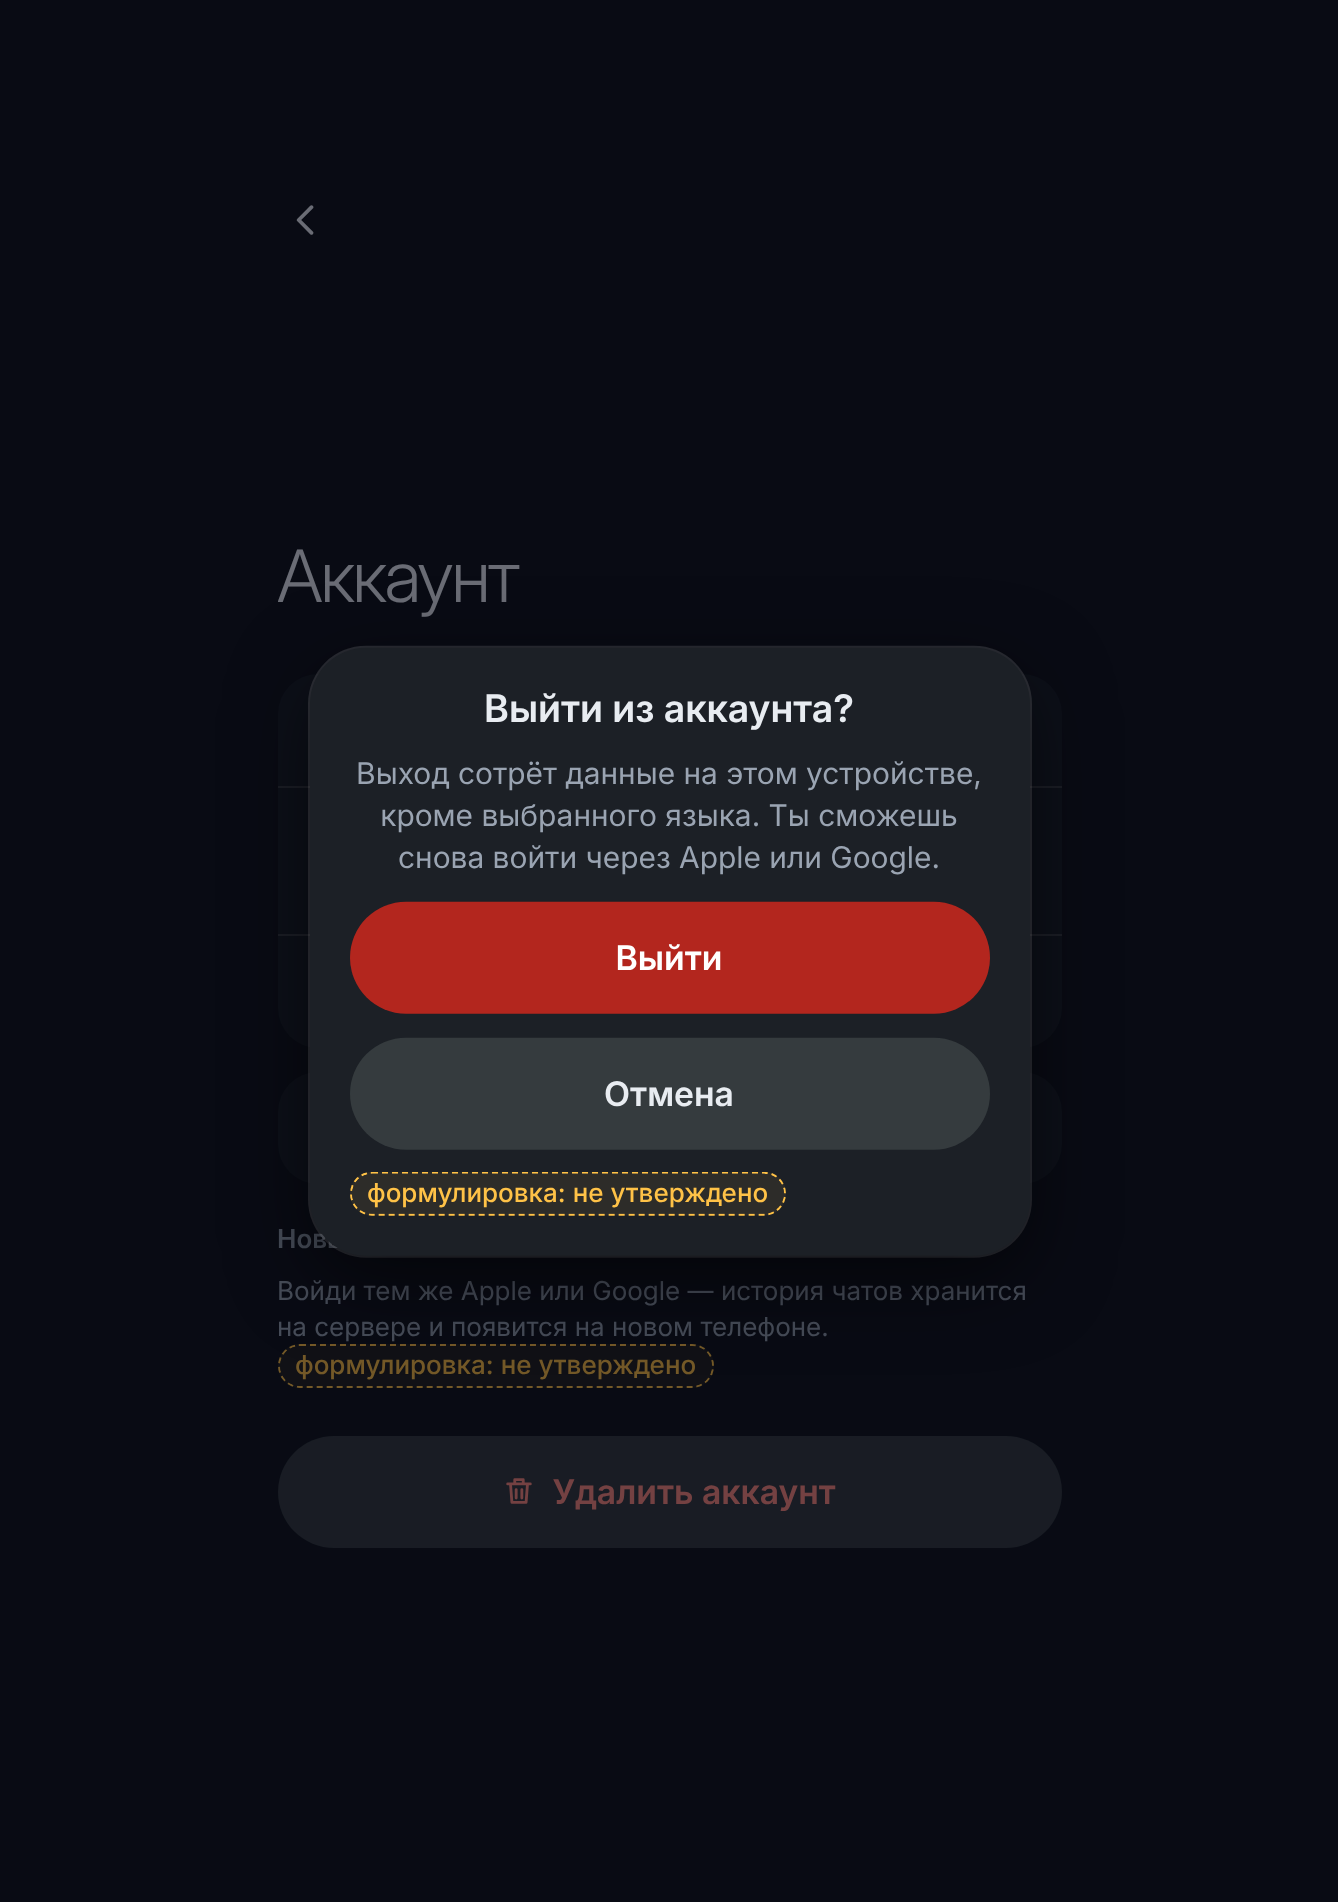 Аккаунт
Выйти из аккаунта?
Выход сотрёт данные на этом устройстве,
кроме выбранного языка. Ты сможешь
снова войти через Apple или Google.
Выйти
Отмена
формулировка: не утверждено
Войди тем же Apple или Google — история чатов хранится
на сервере и появится на новом телефоне.
формулировка: не утверждено
Удалить аккаунт